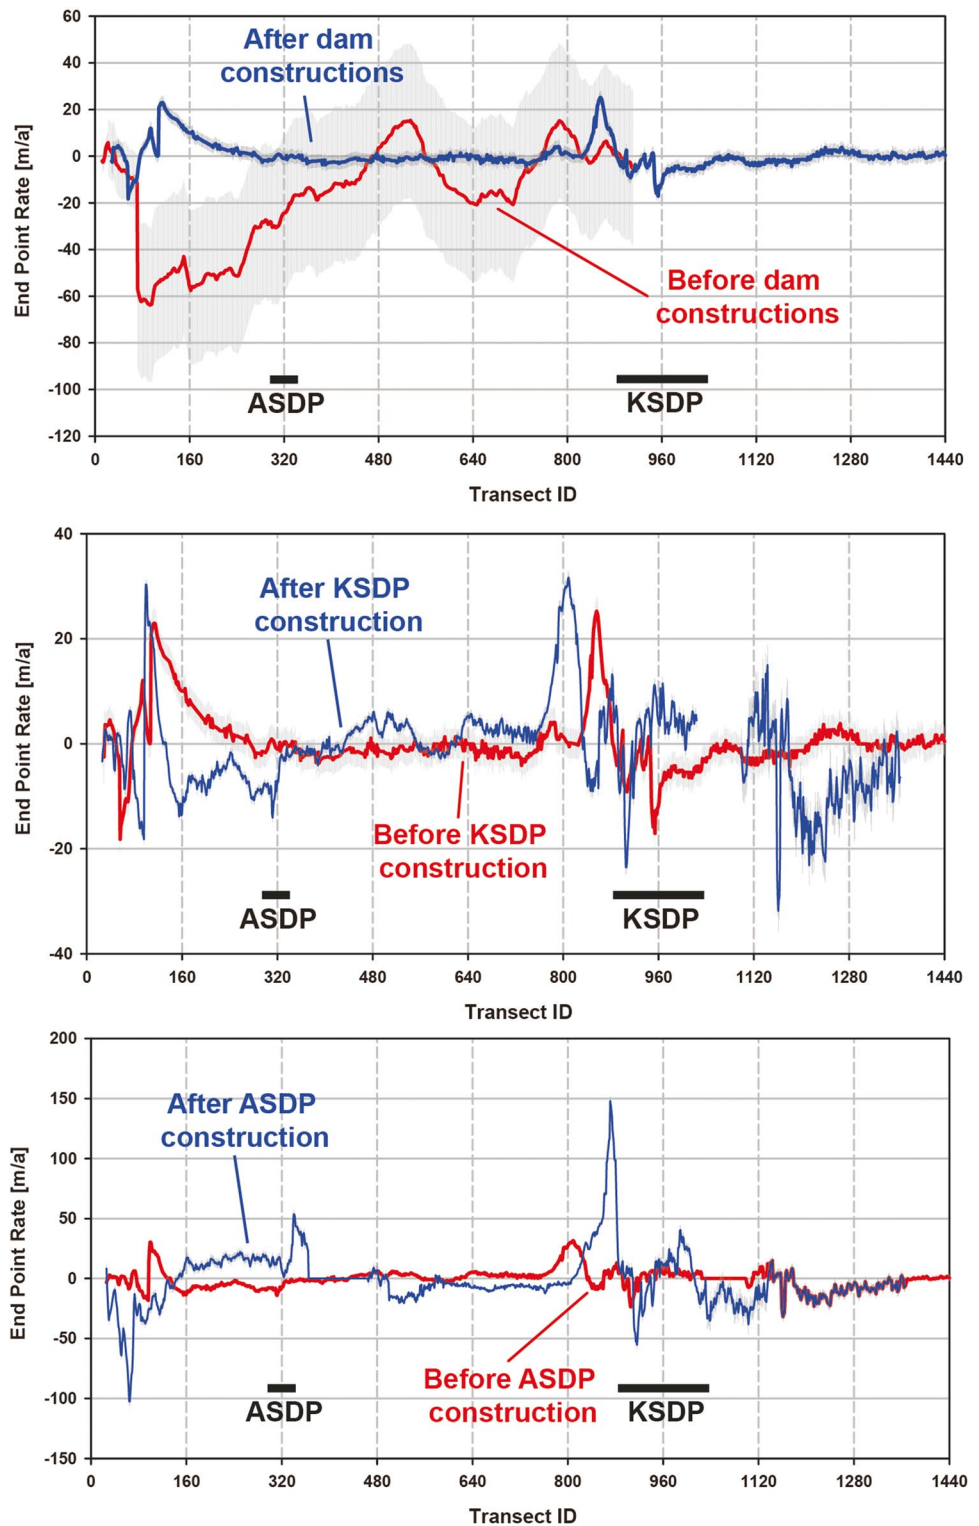 60
40
20
0
-20
-40
-60
-80
-100
-120
End Point Rate [m/a]
After dam
constructions
Before dam
constructions
ASDP
KSDP
0 160 320 480 640 800 960 1120 1280 1440
Transect ID
40
20
0
-20
-40
End Point Rate [m/a]
After KSDP
construction
Before KSDP
construction
ASDP
KSDP
0 160 320 480 640 800 960 1120 1280 1440
Transect ID
200
150
100
50
0
-50
-100
-150
End Point Rate [m/a]
After ASDP
construction
Before ASDP
construction
ASDP
KSDP
0 160 320 480 640 800 960 1120 1280 1440
Transect ID